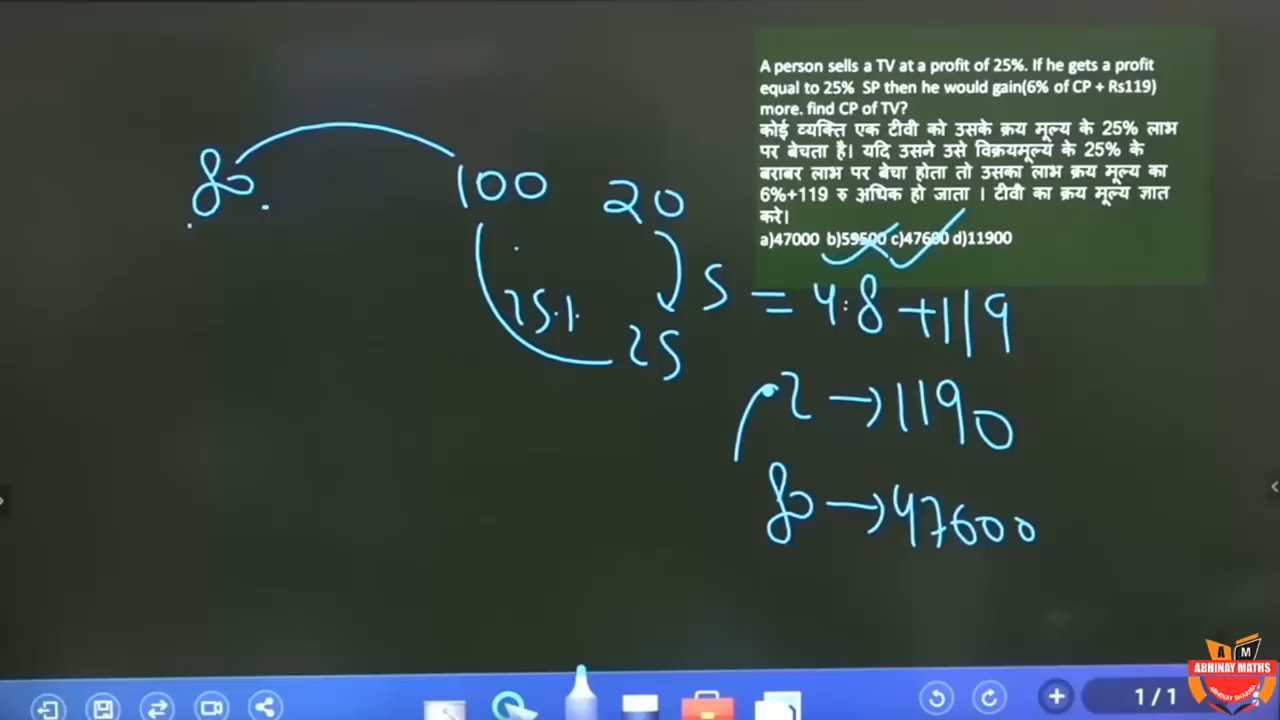 A person sells a TV at a profit of 25%. If he gets a profit
equal to 25% SP then he would gain(6% of CP + Rs119)
more. find CP of TV?
कोई व्यक्ति एक टीवी को उसके क्रय मूल्य के 25% लाभ
पर बेचता है। यदि उसने उसे विक्रयमूल्य के 25% के
बराबर लाभ पर बेचा होता तो उसका लाभ क्रय मूल्य का
6%+119 रु अधिक हो जाता । टीवी का क्रय मूल्य ज्ञात
करे।
a)47000 b)59500 c)47600 d)11900
80 100 20
25% 25
5 = 4.8 +119
2 → 1190
80 → 47600
1 / 1
A M
ABHINAY MATHS
ABHINAY SHARMA